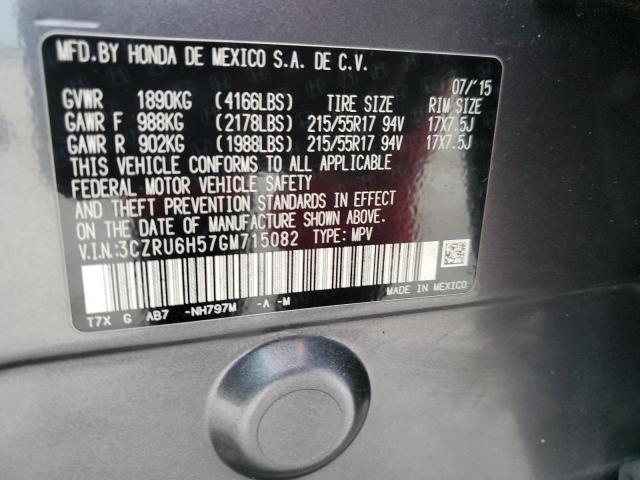 MFD.BY HONDA DE MEXICO S.A. DE C.V.
07/'15
GVWR 1890KG (4166LBS) TIRE SIZE RIM SIZE
GAWR F 988KG (2178LBS) 215/55R17 94V 17X7.5J
GAWR R 902KG (1988LBS) 215/55R17 94V 17X7.5J
THIS VEHICLE CONFORMS TO ALL APPLICABLE
FEDERAL MOTOR VEHICLE SAFETY
AND THEFT PREVENTION STANDARDS IN EFFECT
ON THE DATE OF MANUFACTURE SHOWN ABOVE.
V.I.N.:3CZRU6H57GM715082 TYPE: MPV
MADE IN MEXICO
T7X G AB7 -NH797M -A -M